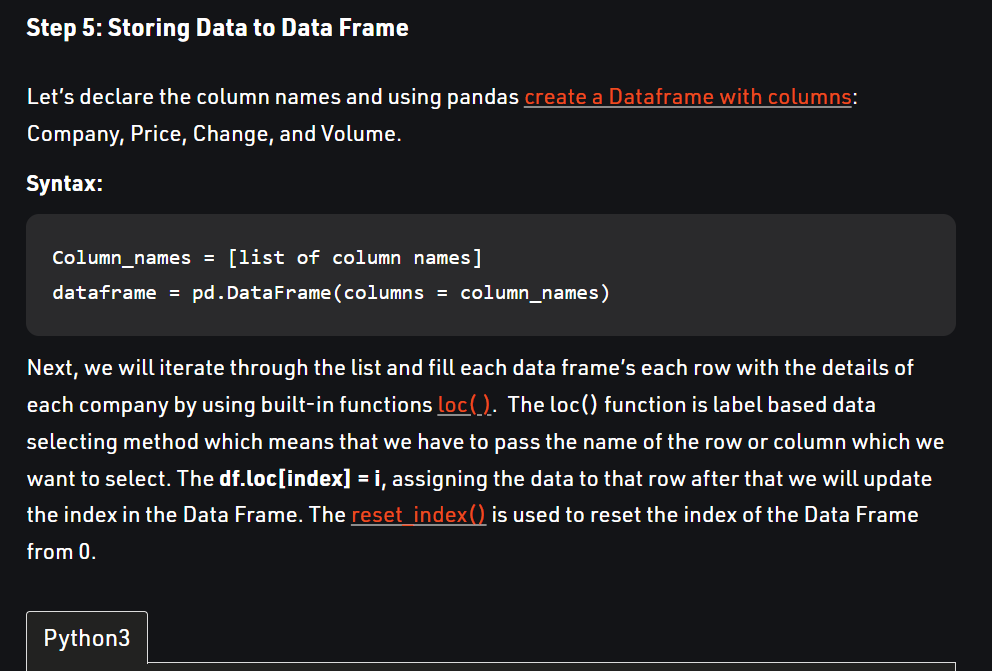 Step 5: Storing Data to Data Frame
Let's declare the column names and using pandas create a Dataframe with columns:
Company, Price, Change, and Volume.
Syntax:
Column_names = [list of column names]
dataframe = pd.DataFrame(columns = column_names)
Next, we will iterate through the list and fill each data frame's each row with the details of
each company by using built-in functions loc( ).  The loc() function is label based data
selecting method which means that we have to pass the name of the row or column which we
want to select. The df.loc[index] = i, assigning the data to that row after that we will update
the index in the Data Frame. The reset_index() is used to reset the index of the Data Frame
from 0.
Python3